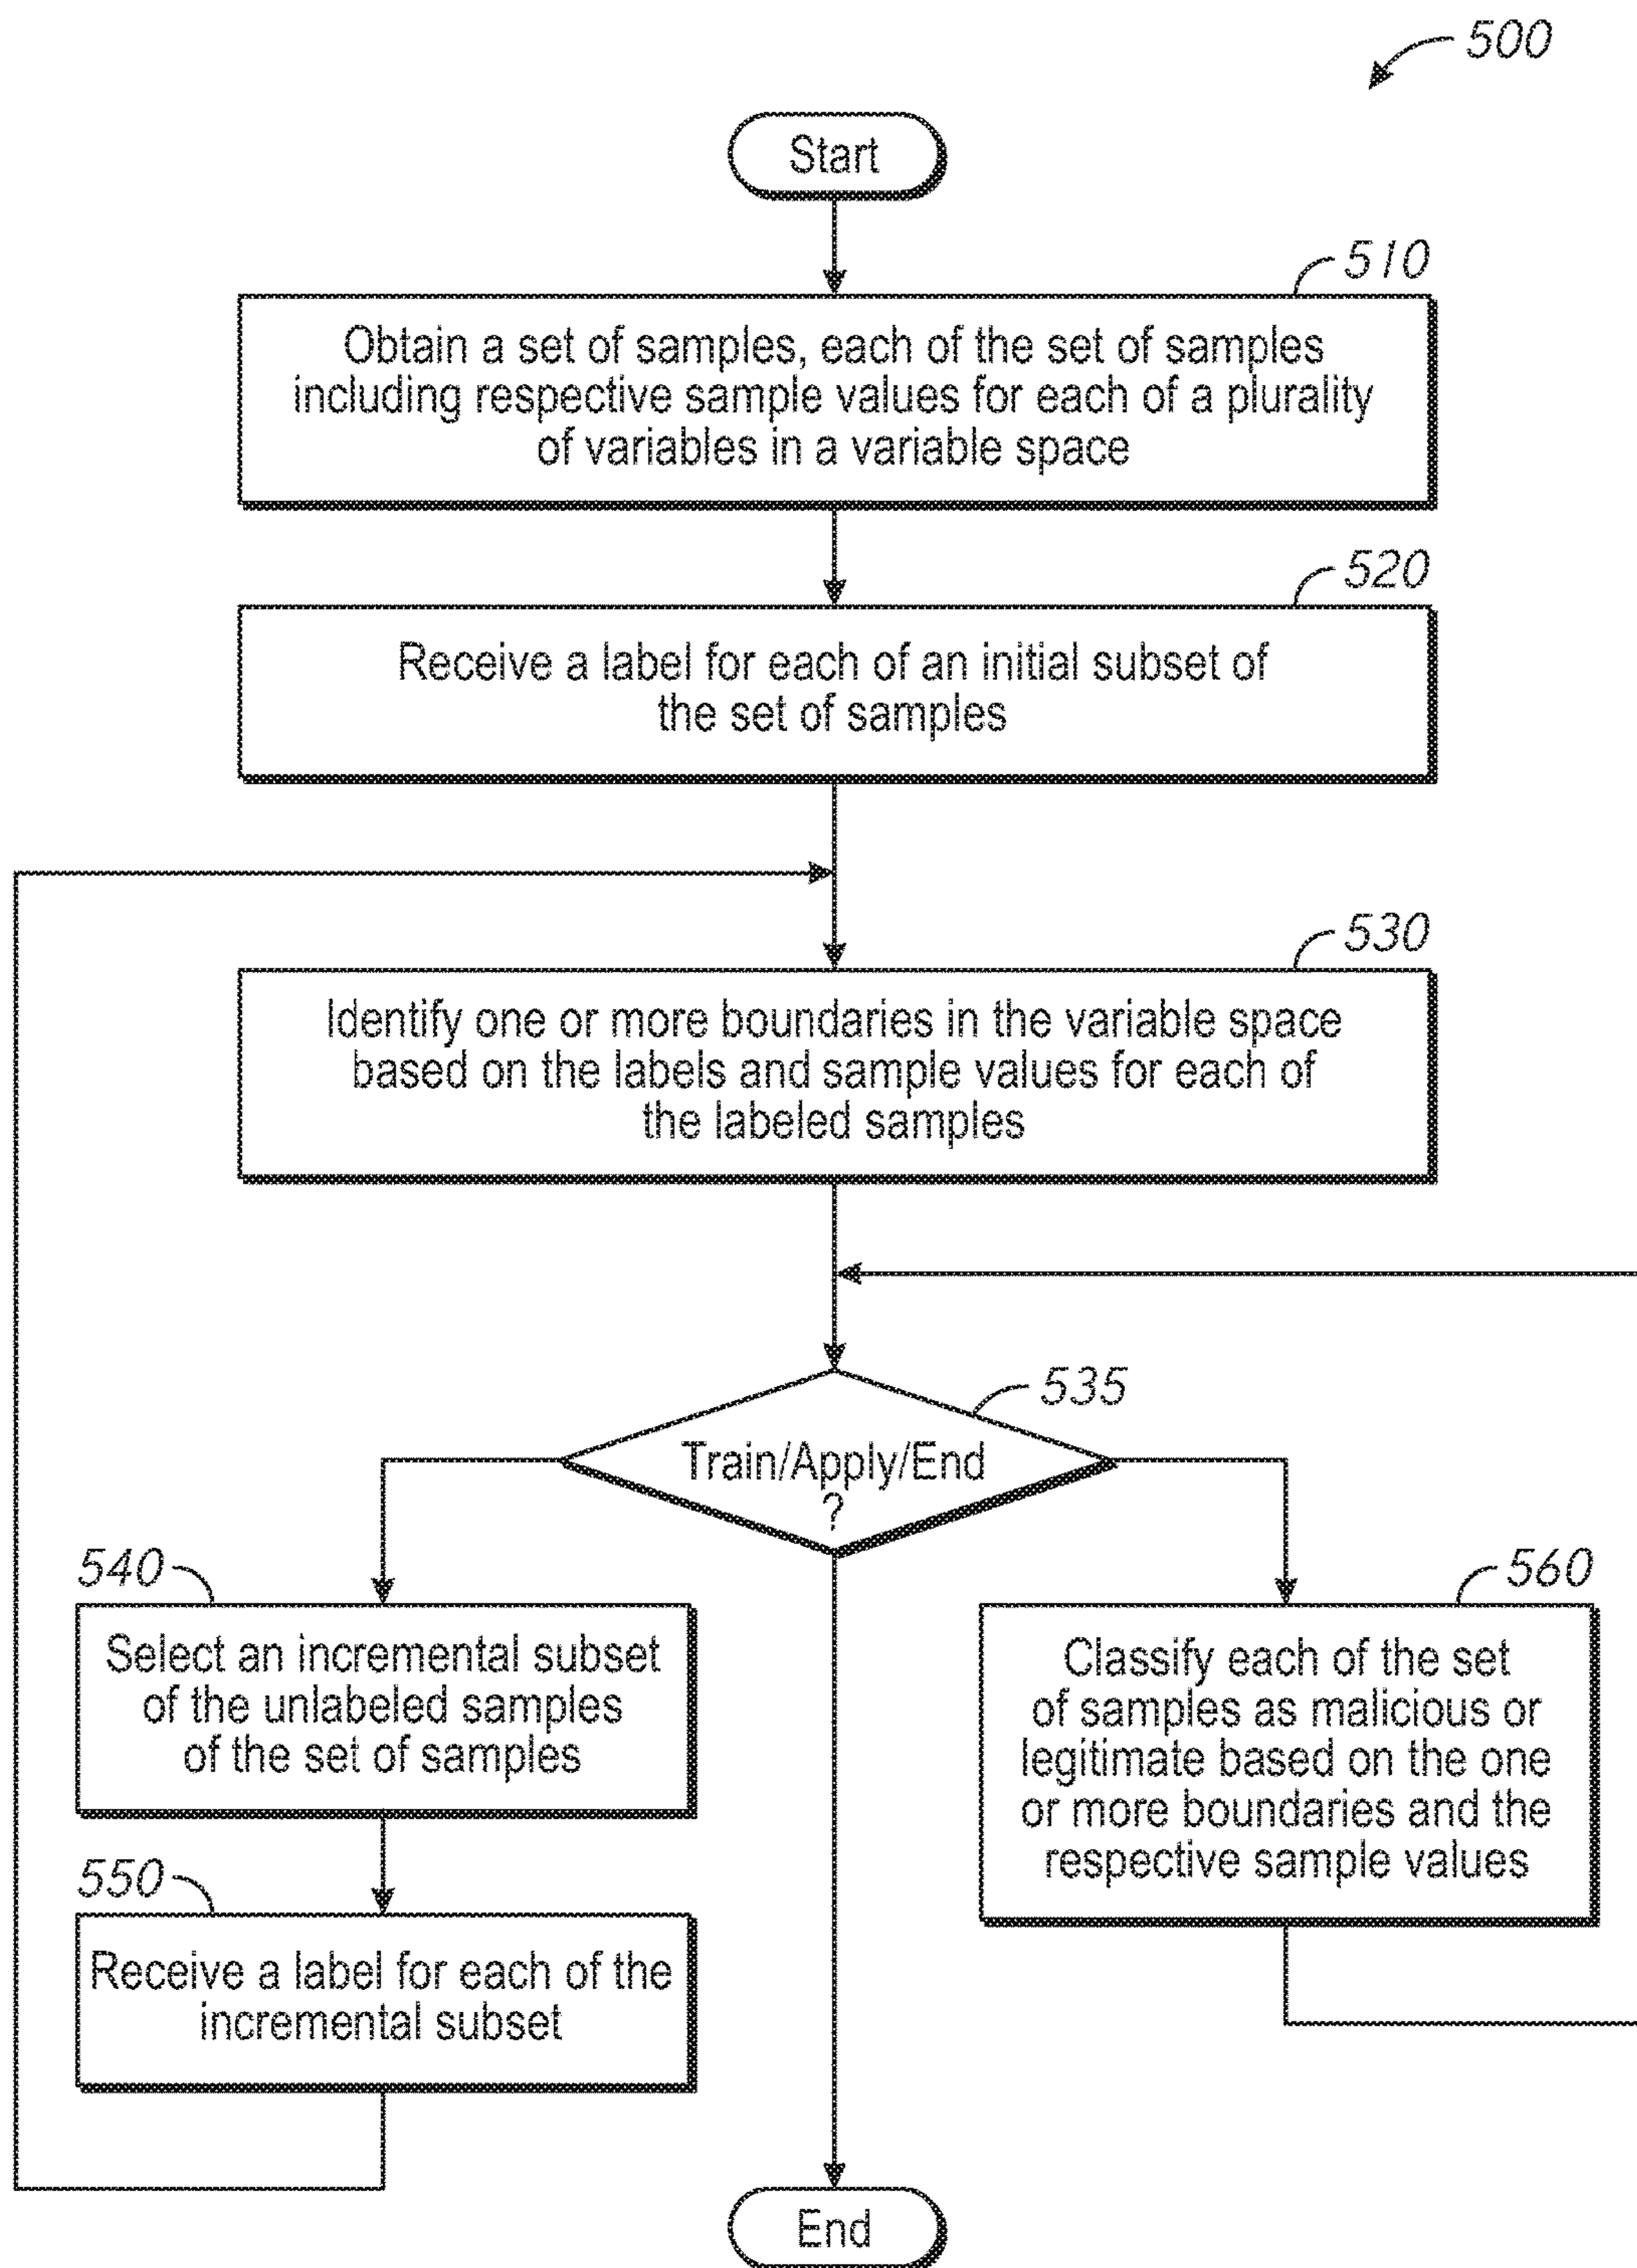 500
Start
510
Obtain a set of samples, each of the set of samples
including respective sample values for each of a plurality
of variables in a variable space
520
Receive a label for each of an initial subset of
the set of samples
530
Identify one or more boundaries in the variable space
based on the labels and sample values for each of
the labeled samples
535
Train/Apply/End
?
540
Select an incremental subset
of the unlabeled samples
of the set of samples
550
Receive a label for each of the
incremental subset
560
Classify each of the set
of samples as malicious or
legitimate based on the one
or more boundaries and the
respective sample values
End